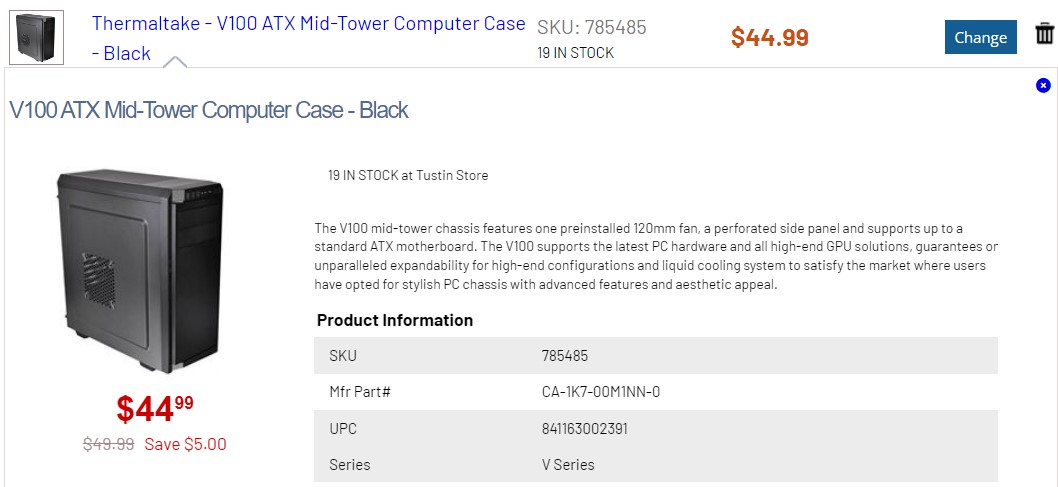 Thermaltake - V100 ATX Mid-Tower Computer Case
- Black
SKU: 785485
19 IN STOCK
$44.99
Change
V100 ATX Mid-Tower Computer Case - Black
19 IN STOCK at Tustin Store
The V100 mid-tower chassis features one preinstalled 120mm fan, a perforated side panel and supports up to a
standard ATX motherboard. The V100 supports the latest PC hardware and all high-end GPU solutions, guarantees or
unparalleled expandability for high-end configurations and liquid cooling system to satisfy the market where users
have opted for stylish PC chassis with advanced features and aesthetic appeal.
Product Information
SKU 785485
Mfr Part# CA-1K7-00M1NN-0
UPC 841163002391
Series V Series
$44 99
$49.99 Save $5.00